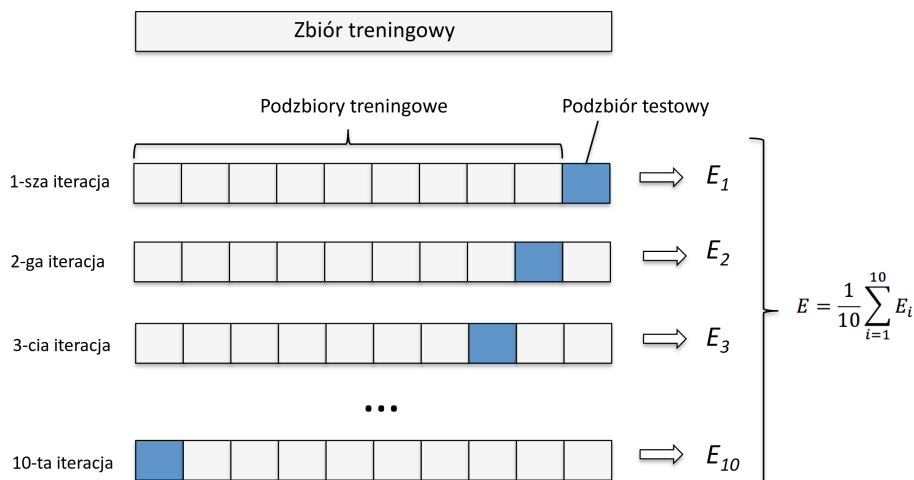 Zbiór treningowy
Podzbiory treningowe
Podzbiór testowy
1-sza iteracja
E₁
2-ga iteracja
E₂
E = 1/10 ∑_{i=1}^{10} E_i
3-cia iteracja
E₃
...
10-ta iteracja
E₁₀